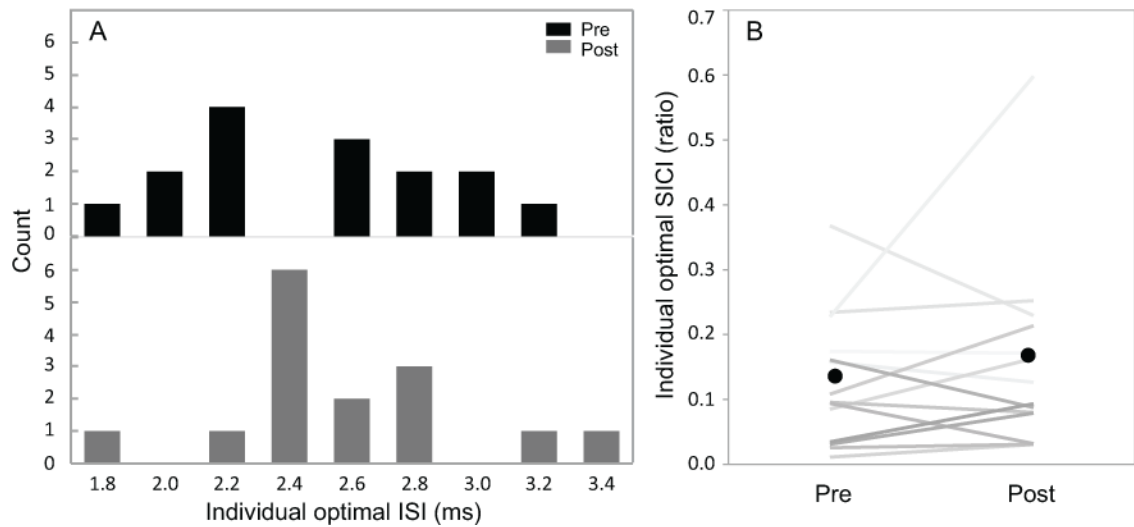 A
Pre
Post
Count
6
5
4
3
2
1
0
6
5
4
3
2
1
0
1.8 2.0 2.2 2.4 2.6 2.8 3.0 3.2 3.4
Individual optimal ISI (ms)
B
Individual optimal SICI (ratio)
0.7
0.6
0.5
0.4
0.3
0.2
0.1
0.0
Pre Post